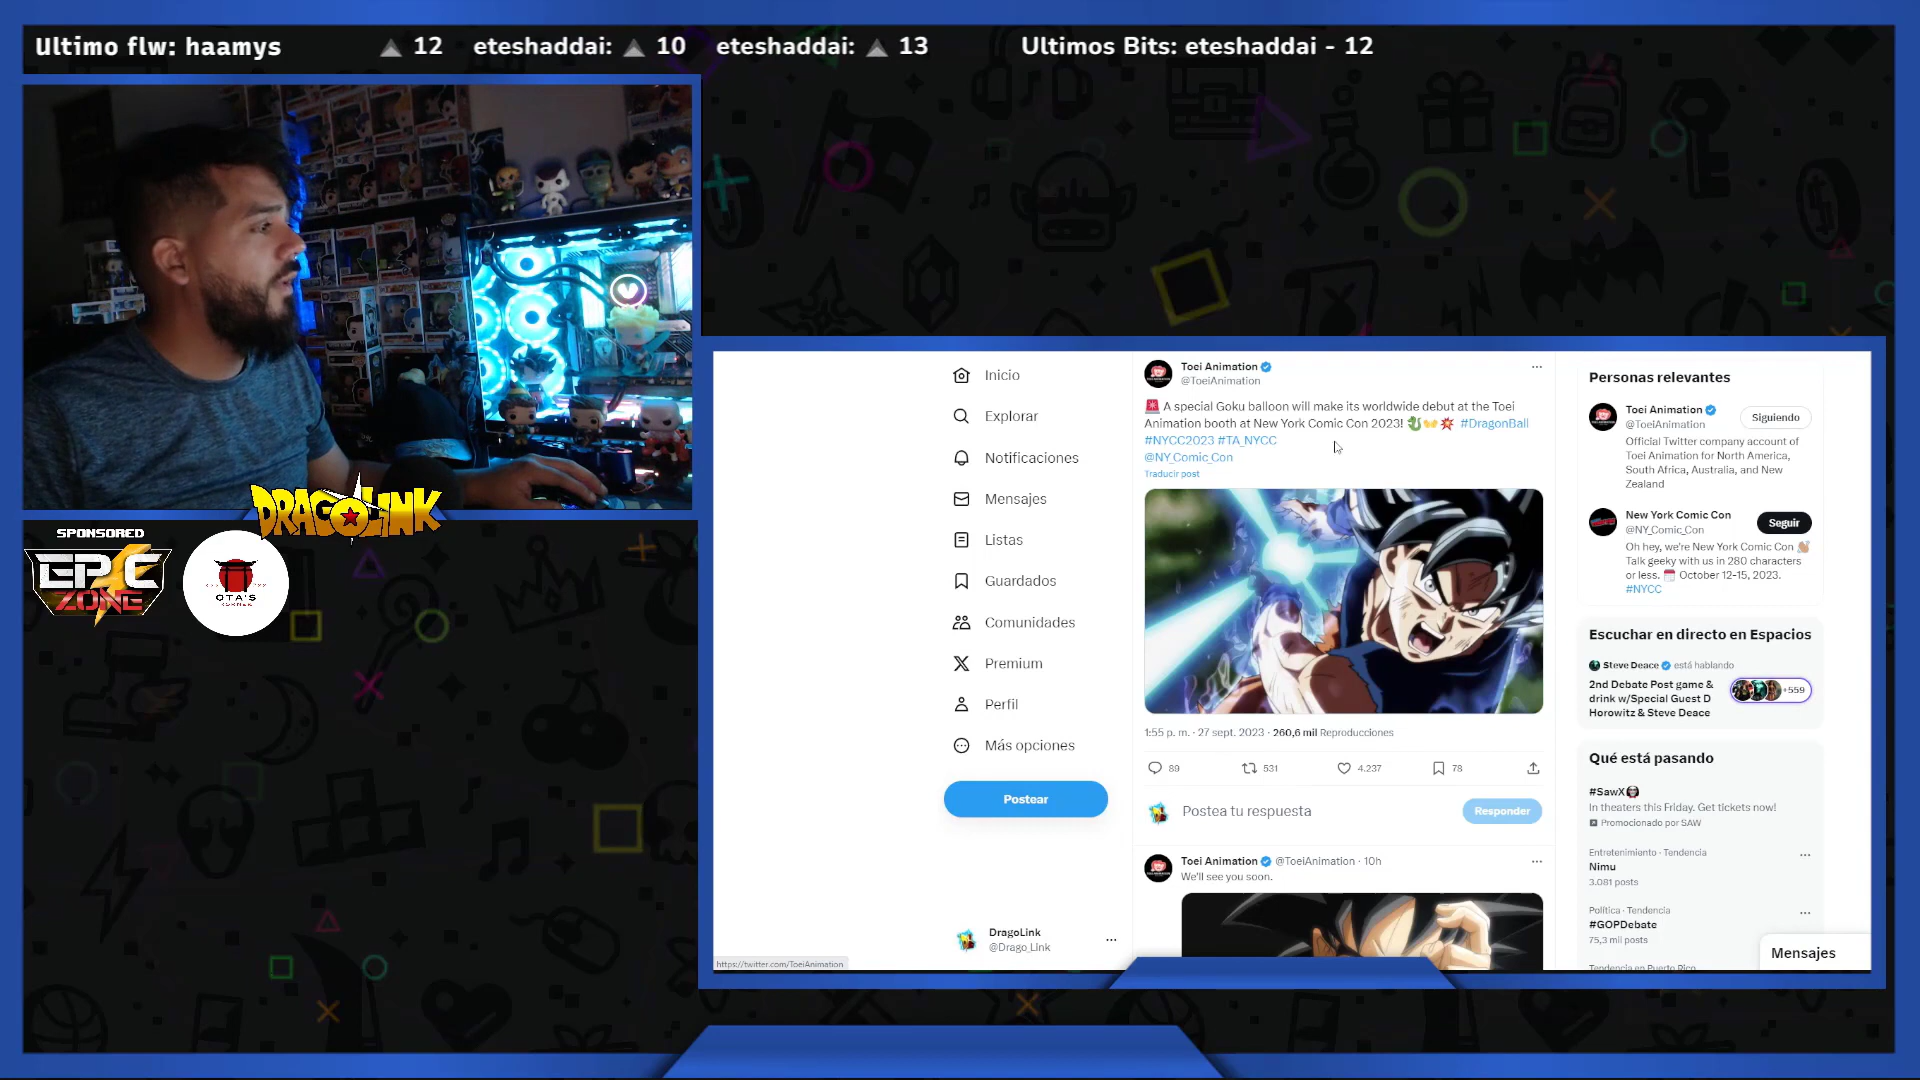 Ultimo flw: haamys
12
eteshaddai:
10
eteshaddai:
13
Ultimos Bits: eteshaddai - 12
DRAGOLINK
SPONSORED
EPIC
ZONE
OTA'S
Inicio
Explorar
Notificaciones
Mensajes
Listas
Guardados
Comunidades
Premium
Perfil
Más opciones
Postear
DragoLink
@Drago_Link
https://twitter.com/ToeiAnimation
Toei Animation
@ToeiAnimation
A special Goku balloon will make its worldwide debut at the Toei
Animation booth at New York Comic Con 2023! #DragonBall
#NYCC2023 #TA_NYCC
@NY_Comic_Con
Traducir post
1:55 p. m. · 27 sept. 2023 · 260,6 mil Reproducciones
89
531
4.237
78
Postea tu respuesta
Responder
Toei Animation @ToeiAnimation · 10h
We'll see you soon.
Personas relevantes
Toei Animation
@ToeiAnimation
Siguiendo
Official Twitter company account of
Toei Animation for North America,
South Africa, Australia, and New
Zealand
New York Comic Con
@NY_Comic_Con
Seguir
Oh hey, we're New York Comic Con
Talk geeky with us in 280 characters
or less. October 12-15, 2023.
#NYCC
Escuchar en directo en Espacios
Steve Deace está hablando
2nd Debate Post game &
drink w/Special Guest D
Horowitz & Steve Deace
+559
Qué está pasando
#SawX
In theaters this Friday. Get tickets now!
Promocionado por SAW
Entretenimiento · Tendencia
Nimu
3.081 posts
Política · Tendencia
#GOPDebate
75,3 mil posts
Tendencia en Puerto Rico
Mensajes